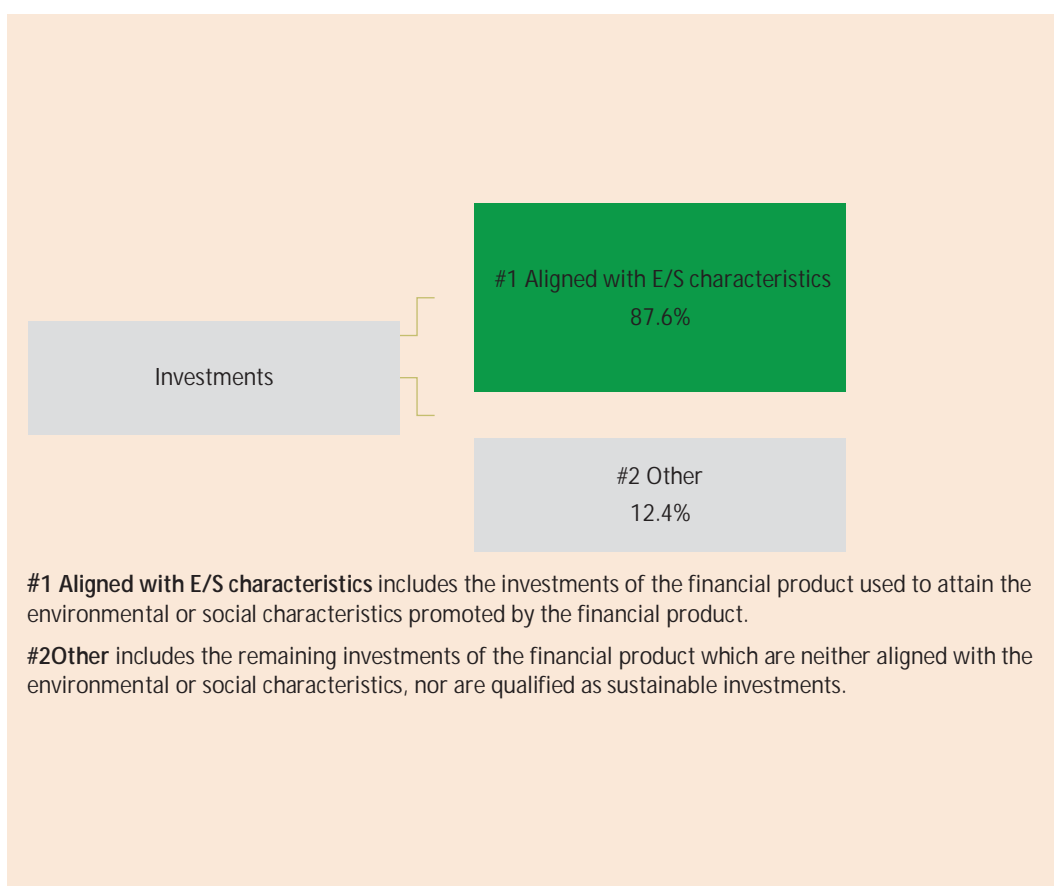 #1 Aligned with E/S characteristics
87.6%
Investments
#2 Other
12.4%
#1 Aligned with E/S characteristics includes the investments of the financial product used to attain the
environmental or social characteristics promoted by the financial product.
#2Other includes the remaining investments of the financial product which are neither aligned with the
environmental or social characteristics, nor are qualified as sustainable investments.